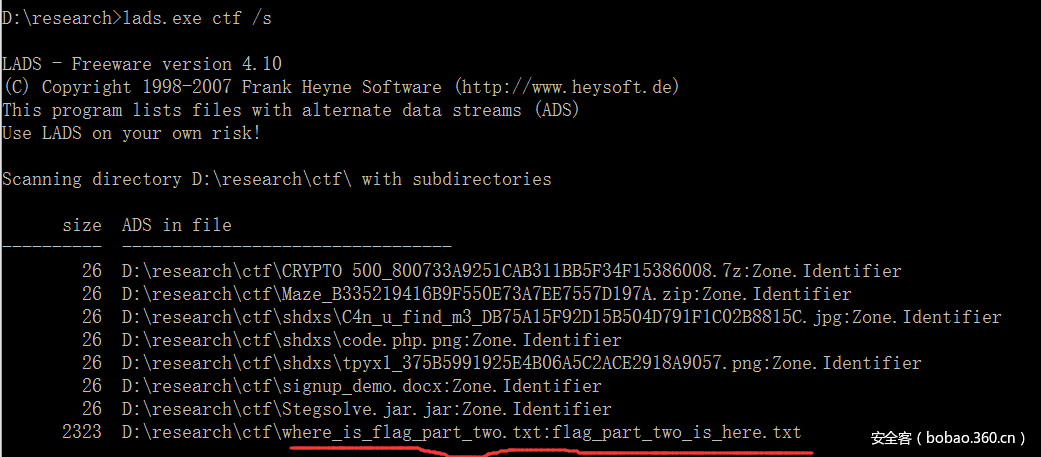 D:\research>lads.exe ctf /s
LADS - Freeware version 4.10
(C) Copyright 1998-2007 Frank Heyne Software (http://www.heysoft.de)
This program lists files with alternate data streams (ADS)
Use LADS on your own risk!
Scanning directory D:\research\ctf\ with subdirectories
size  ADS in file
----------  ---------------------------------
26  D:\research\ctf\CRYPTO 500_800733A9251CAB311BB5F34F15386008.7z:Zone.Identifier
26  D:\research\ctf\Maze_B335219416B9F550E73A7EE7557D197A.zip:Zone.Identifier
26  D:\research\ctf\shdxs\C4n_u_find_m3_DB75A15F92D15B504D791F1C02B8815C.jpg:Zone.Identifier
26  D:\research\ctf\shdxs\code.php.png:Zone.Identifier
26  D:\research\ctf\shdxs\tpyx1_375B5991925E4B06A5C2ACE2918A9057.png:Zone.Identifier
26  D:\research\ctf\signup_demo.docx:Zone.Identifier
26  D:\research\ctf\Stegsolve.jar.jar:Zone.Identifier
2323  D:\research\ctf\where_is_flag_part_two.txt:flag_part_two_is_here.txt
安全客（bobao.360.cn）